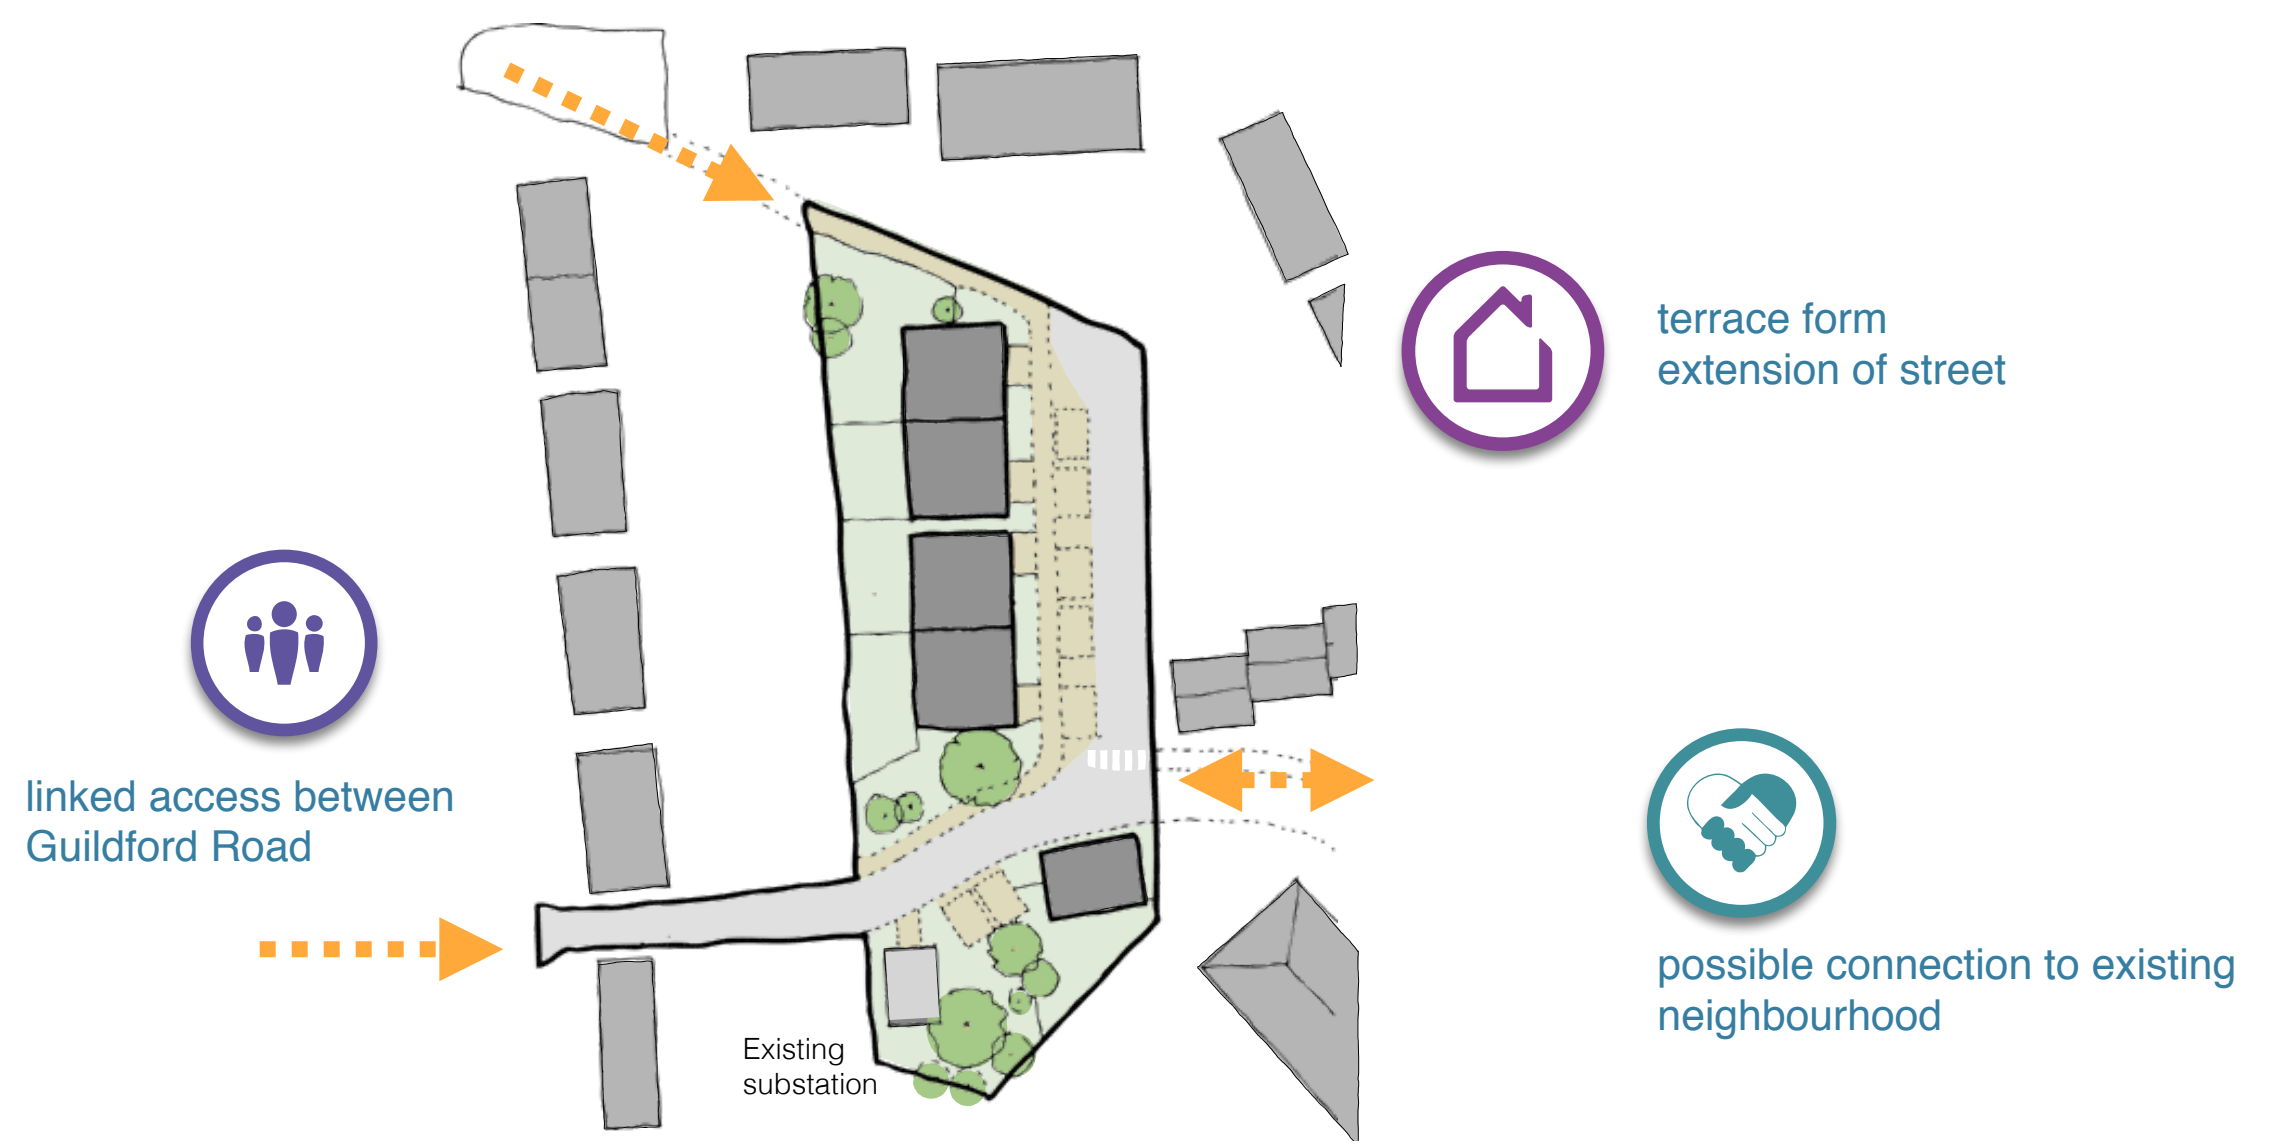 terrace form
extension of street
linked access between
Guildford Road
possible connection to existing
neighbourhood
Existing
substation